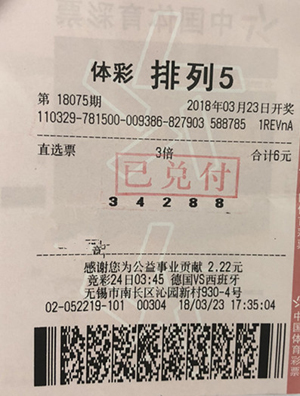 体彩 排列5
第 18075期 2018年03月23日开奖
110329-781500-009386-827903 588785 1REVnA
直选票 3倍 合计6元
已兑付
3 4 2 8 8
感谢您为公益事业贡献 2.22元
竞彩24日03:45 德国VS西班牙
无锡市南长区沁园新村930-4号
02-052219-101 00304 18/03/23 17:35:04
中国体育彩票